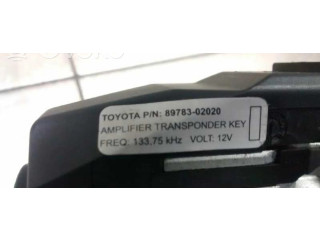 TOYOTA P/N: 89783-02020
AMPLIFIER TRANSPONDER KEY
FREQ: 133.75 kHz VOLT: 12V